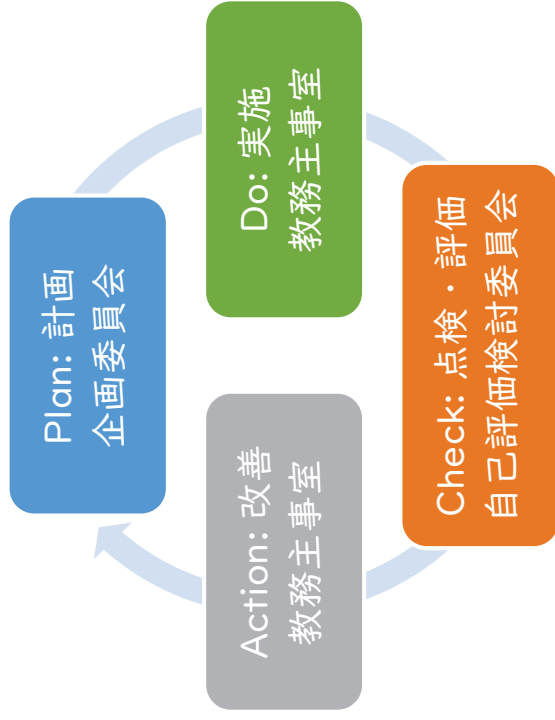 Plan: 計画
企画委員会
Do: 実施
教務主事室
Check: 点検・評価
自己評価検討委員会
Action: 改善
教務主事室